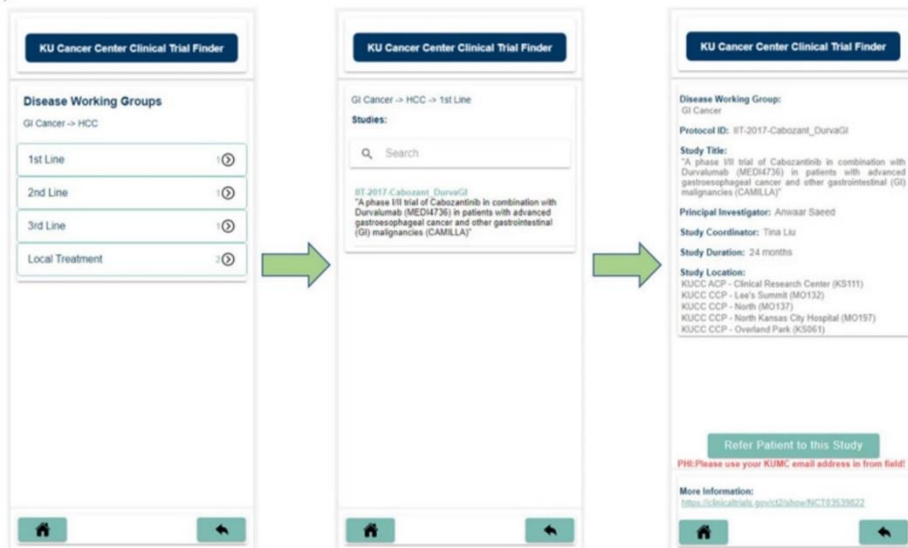 KU Cancer Center Clinical Trial Finder
Disease Working Groups
GI Cancer -> HCC
1st Line 1
2nd Line 1
3rd Line 1
Local Treatment 2
KU Cancer Center Clinical Trial Finder
GI Cancer -> HCC -> 1st Line
Studies:
Search
IIT-2017-Cabozant_DurvaGI
"A phase I/II trial of Cabozantinib in combination with
Durvalumab (MEDI4736) in patients with advanced
gastroesophageal cancer and other gastrointestinal
(GI) malignancies (CAMILLA)"
KU Cancer Center Clinical Trial Finder
Disease Working Group:
GI Cancer
Protocol ID: IIT-2017-Cabozant_DurvaGI
Study Title:
"A phase I/II trial of Cabozantinib in combination with
Durvalumab (MEDI4736) in patients with advanced
gastroesophageal cancer and other gastrointestinal (GI)
malignancies (CAMILLA)"
Principal Investigator: Anwaar Saeed
Study Coordinator: Tina Liu
Study Duration: 24 months
Study Location:
KUCC ACP - Clinical Research Center (KS111)
KUCC CCP - Lee's Summit (MO132)
KUCC CCP - North (MO137)
KUCC CCP - North Kansas City Hospital (MO197)
KUCC CCP - Overland Park (KS061)
Refer Patient to this Study
PHI:Please use your KUMC email address in from field!
More Information:
https://clinicaltrials.gov/ct2/show/NCT03539822